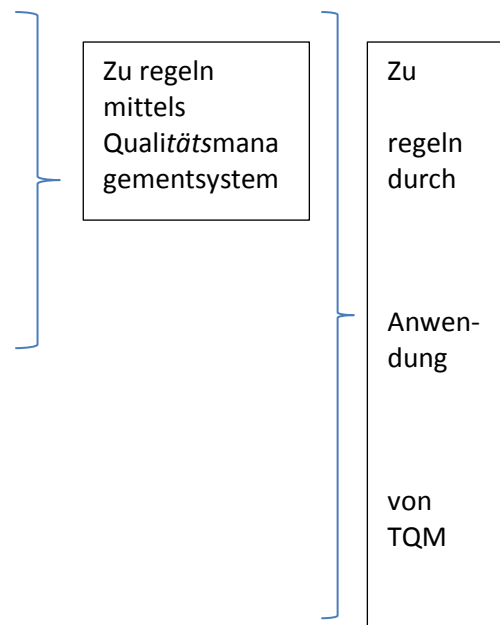 Zu regeln
mittels
Qualitätsmana
gementsystem
Zu
regeln
durch
Anwen-
dung
von
TQM